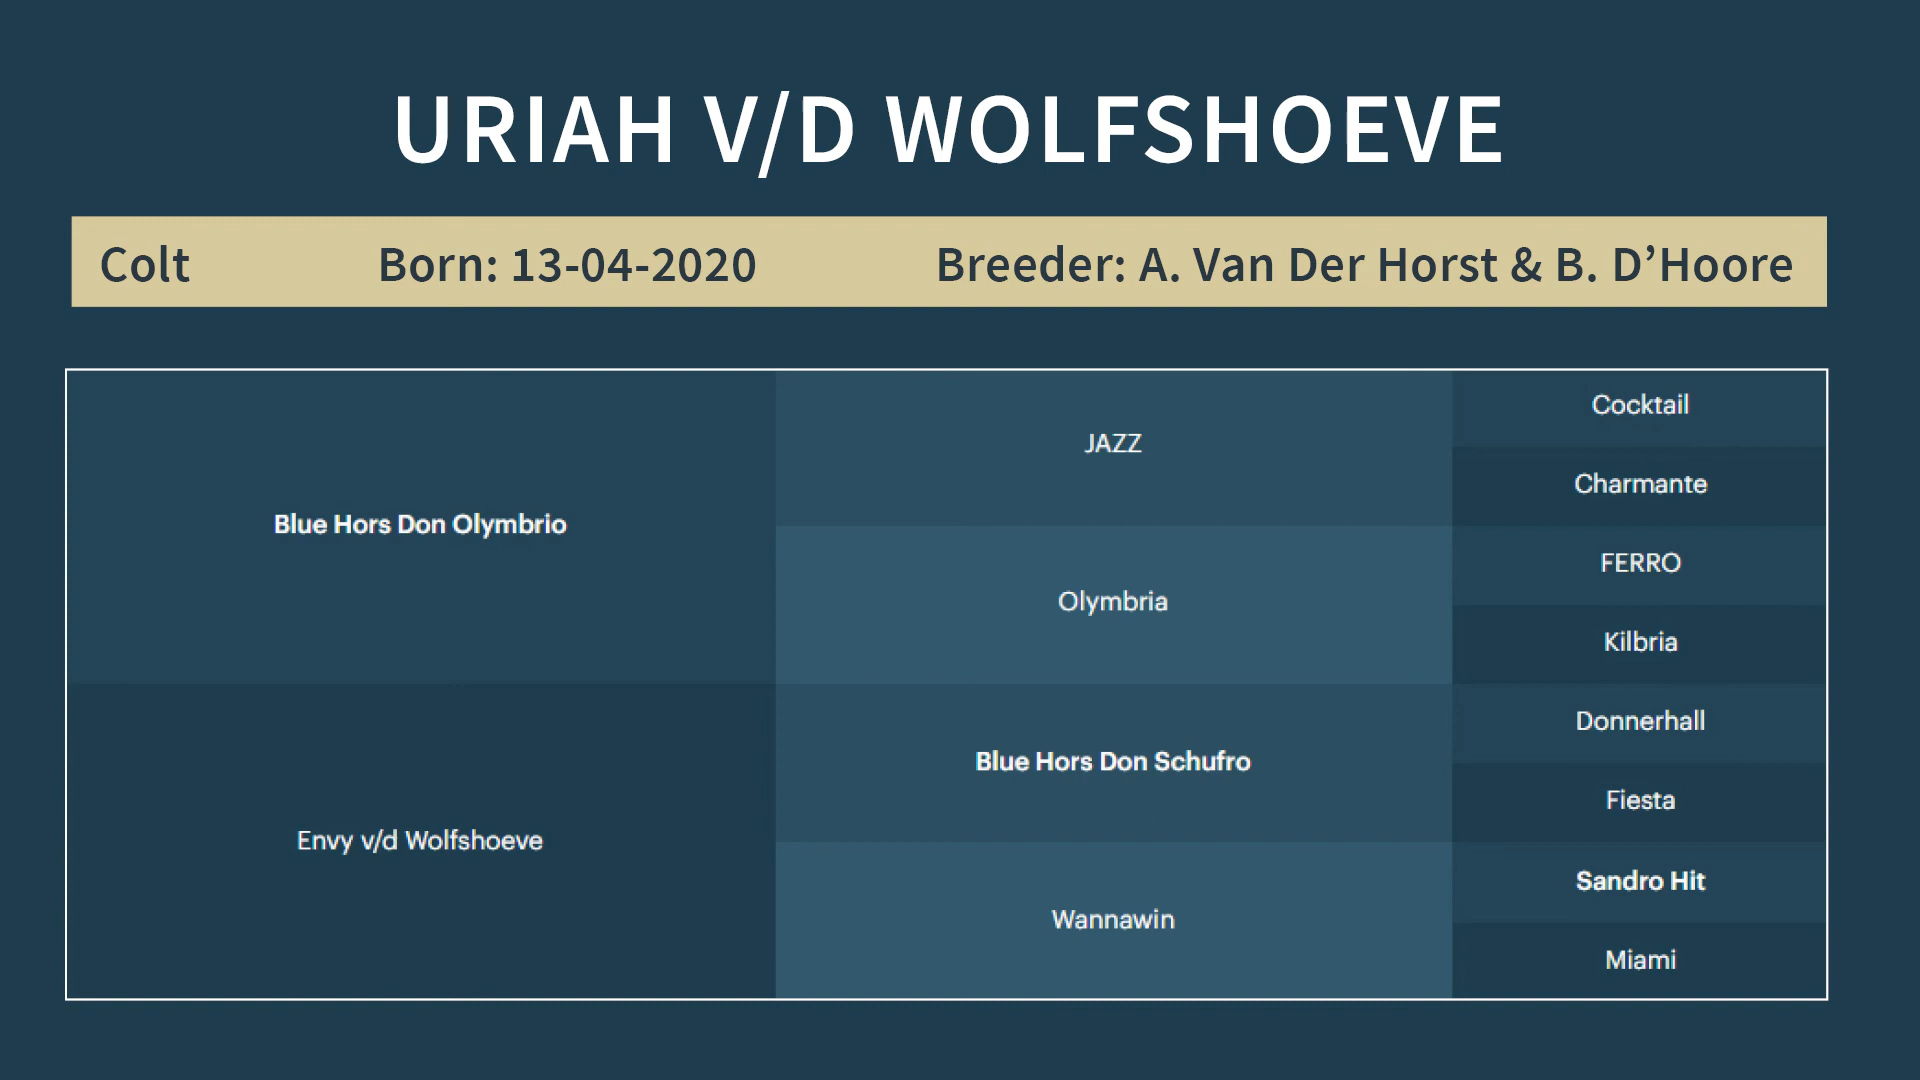 URIAH V/D WOLFSHOEVE
Colt Born: 13-04-2020 Breeder: A. Van Der Horst & B. D’Hoore
Blue Hors Don Olymbrio
Envy v/d Wolfshoeve
JAZZ
Olymbria
Blue Hors Don Schufro
Wannawin
Cocktail
Charmante
FERRO
Kilbria
Donnerhall
Fiesta
Sandro Hit
Miami